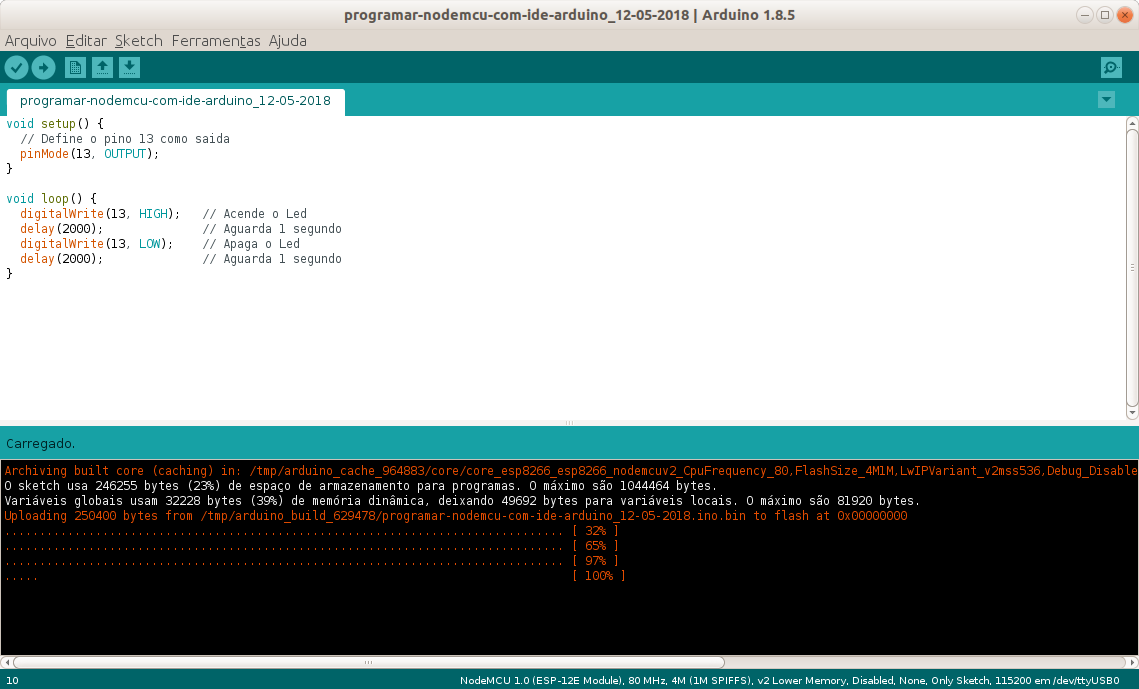 programar-nodemcu-com-ide-arduino_12-05-2018 | Arduino 1.8.5
Arquivo Editar Sketch Ferramentas Ajuda
programar-nodemcu-com-ide-arduino_12-05-2018
void setup() {
  // Define o pino 13 como saida
  pinMode(13, OUTPUT);
}
void loop() {
  digitalWrite(13, HIGH);   // Acende o Led
  delay(2000);              // Aguarda 1 segundo
  digitalWrite(13, LOW);    // Apaga o Led
  delay(2000);              // Aguarda 1 segundo
}
Carregado.
Archiving built core (caching) in: /tmp/arduino_cache_964883/core/core_esp8266_esp8266_nodemcuv2_CpuFrequency_80,FlashSize_4M1M,LwIPVariant_v2mss536,Debug_Disable
O sketch usa 246255 bytes (23%) de espaço de armazenamento para programas. O máximo são 1044464 bytes.
Variáveis globais usam 32228 bytes (39%) de memória dinâmica, deixando 49692 bytes para variáveis locais. O máximo são 81920 bytes.
Uploading 250400 bytes from /tmp/arduino_build_629478/programar-nodemcu-com-ide-arduino_12-05-2018.ino.bin to flash at 0x00000000
................................................................................ [ 32% ]
................................................................................ [ 65% ]
................................................................................ [ 97% ]
.....                                                                            [ 100% ]
10 NodeMCU 1.0 (ESP-12E Module), 80 MHz, 4M (1M SPIFFS), v2 Lower Memory, Disabled, None, Only Sketch, 115200 em /dev/ttyUSB0